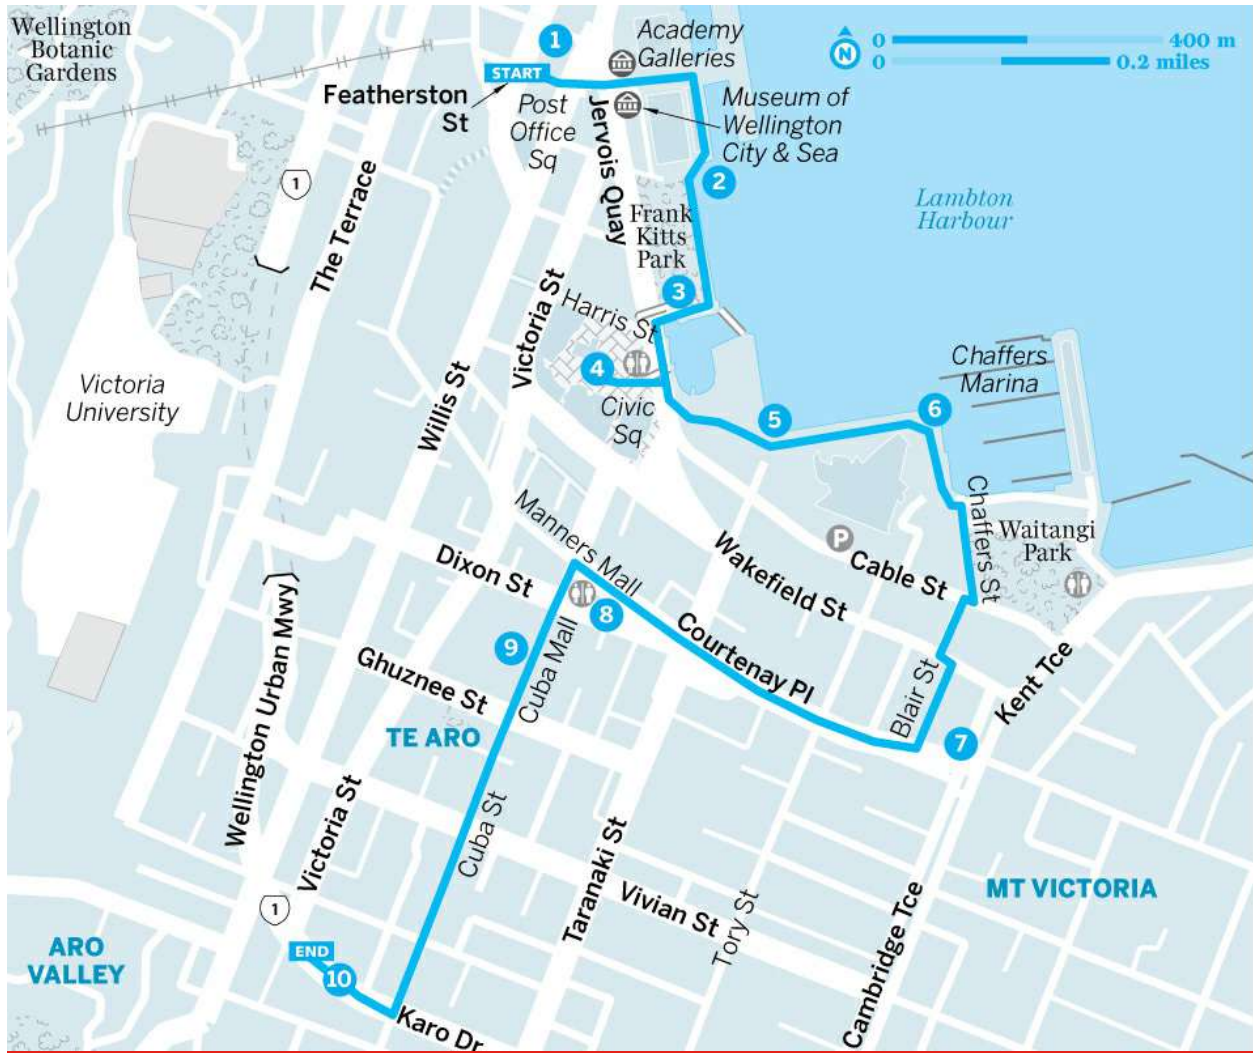 Wellington
Botanic
Gardens
1
START
Featherston
St
Post
Office
Sq
Academy
Galleries
Jervois Quay
Museum of
Wellington
City & Sea
N
0 400 m
0 0.2 miles
1
The Terrace
2
Lambton
Harbour
Frank
Kitts
Park
3
Victoria St
Harris St
4
Civic
Sq
Willis St
Victoria
University
Chaffers
Marina
5
6
Chaffers St
Waitangi
Park
P
Cable St
Wakefield St
Manners Mall
Dixon St
8
9
Cuba Mall
Courtenay Pl
Blair St
7
Kent Tce
Ghuznee St
TE ARO
Wellington Urban Mwy
Victoria St
Cuba St
Taranaki St
Vivian St
Tory St
Cambridge Tce
MT VICTORIA
1
ARO
VALLEY
END
10
Karo Dr